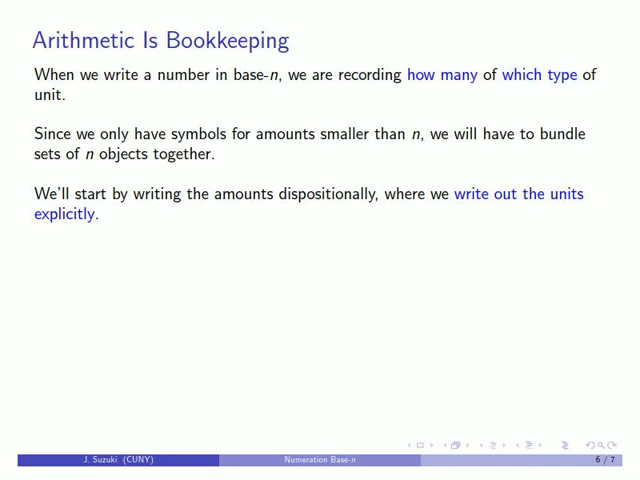 Arithmetic Is Bookkeeping
When we write a number in base-n, we are recording how many of which type of
unit.
Since we only have symbols for amounts smaller than n, we will have to bundle
sets of n objects together.
We'll start by writing the amounts dispositionally, where we write out the units
explicitly.
J. Suzuki (CUNY) Numeration Base-n 6 / 7